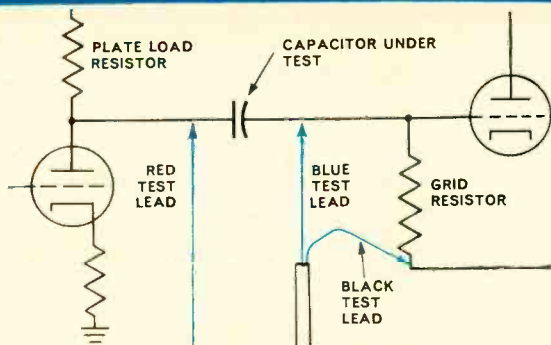 PLATE LOAD
RESISTOR
CAPACITOR UNDER
TEST
RED
TEST
LEAD
BLUE
TEST
LEAD
GRID
RESISTOR
BLACK
TEST
LEAD